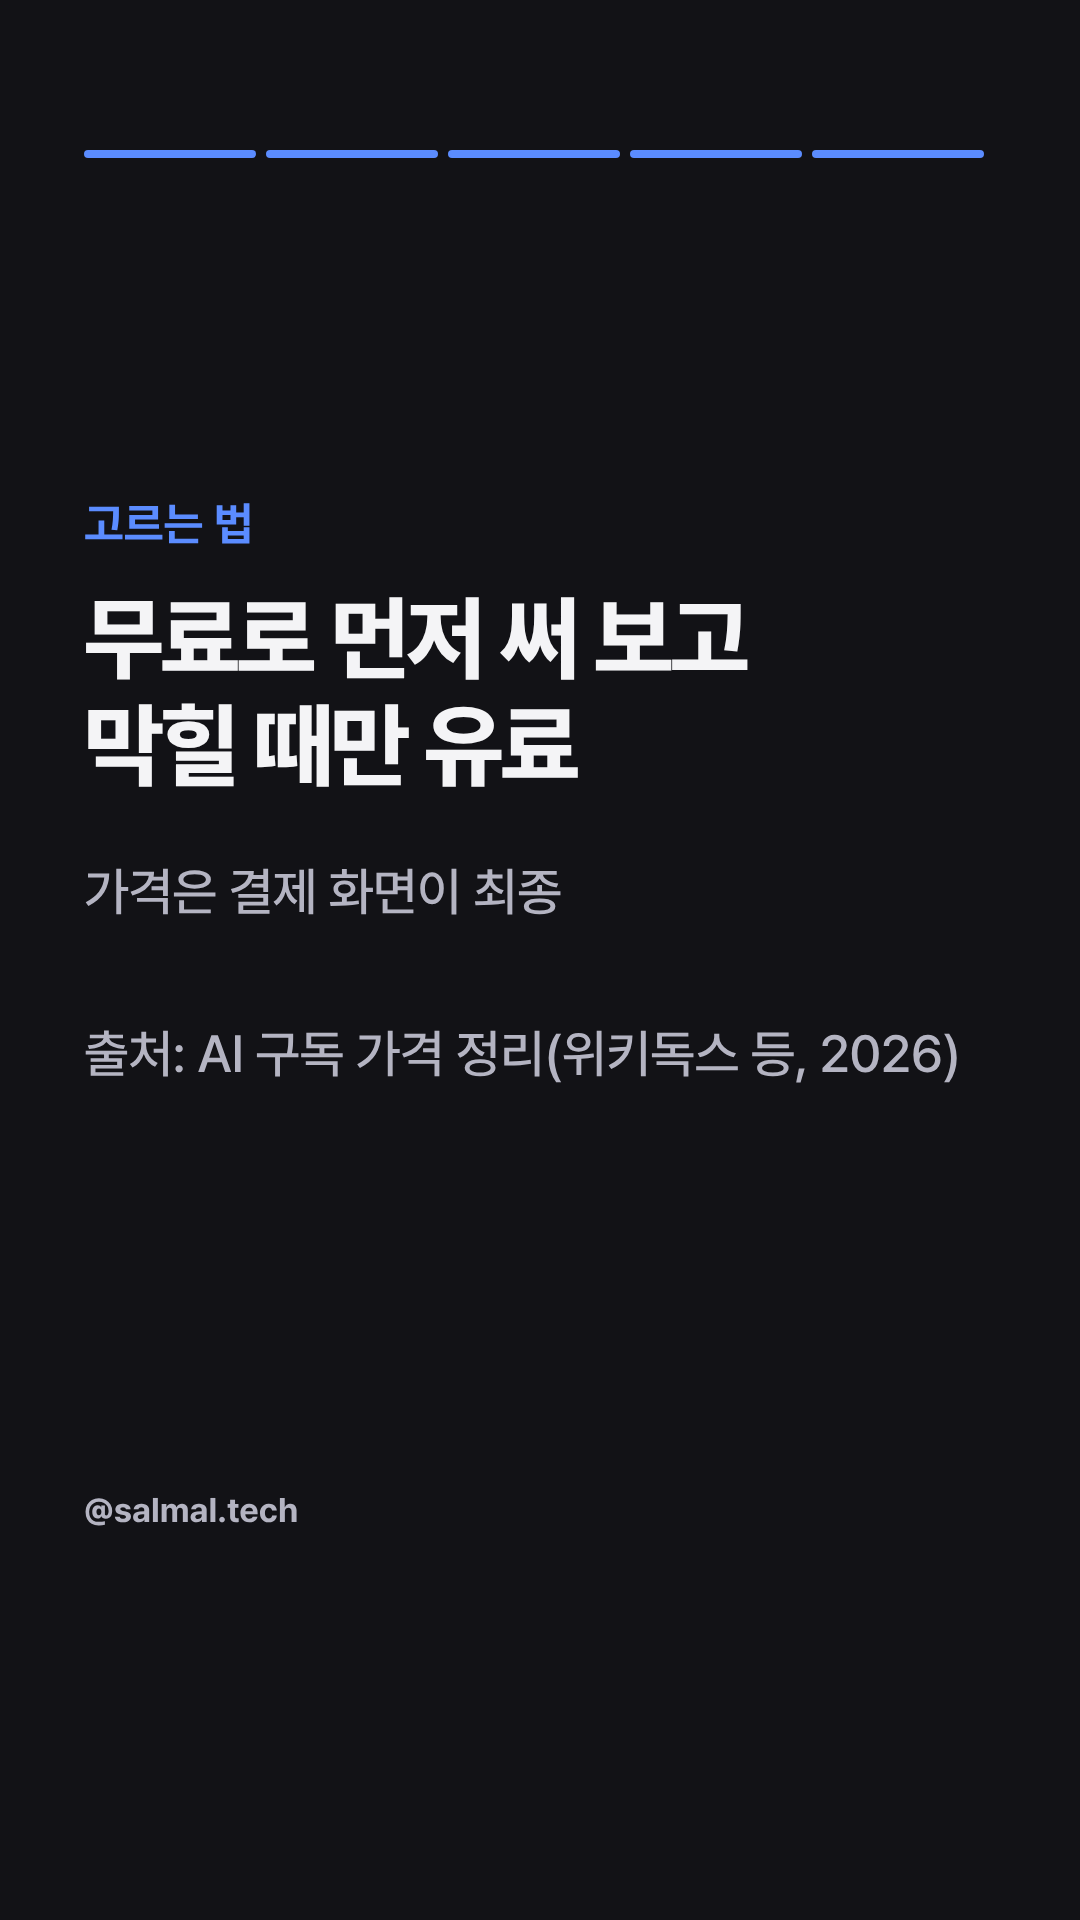 고르는 법
무료로 먼저 써 보고
막힐 때만 유료
가격은 결제 화면이 최종
출처: AI 구독 가격 정리(위키독스 등, 2026)
@salmal.tech